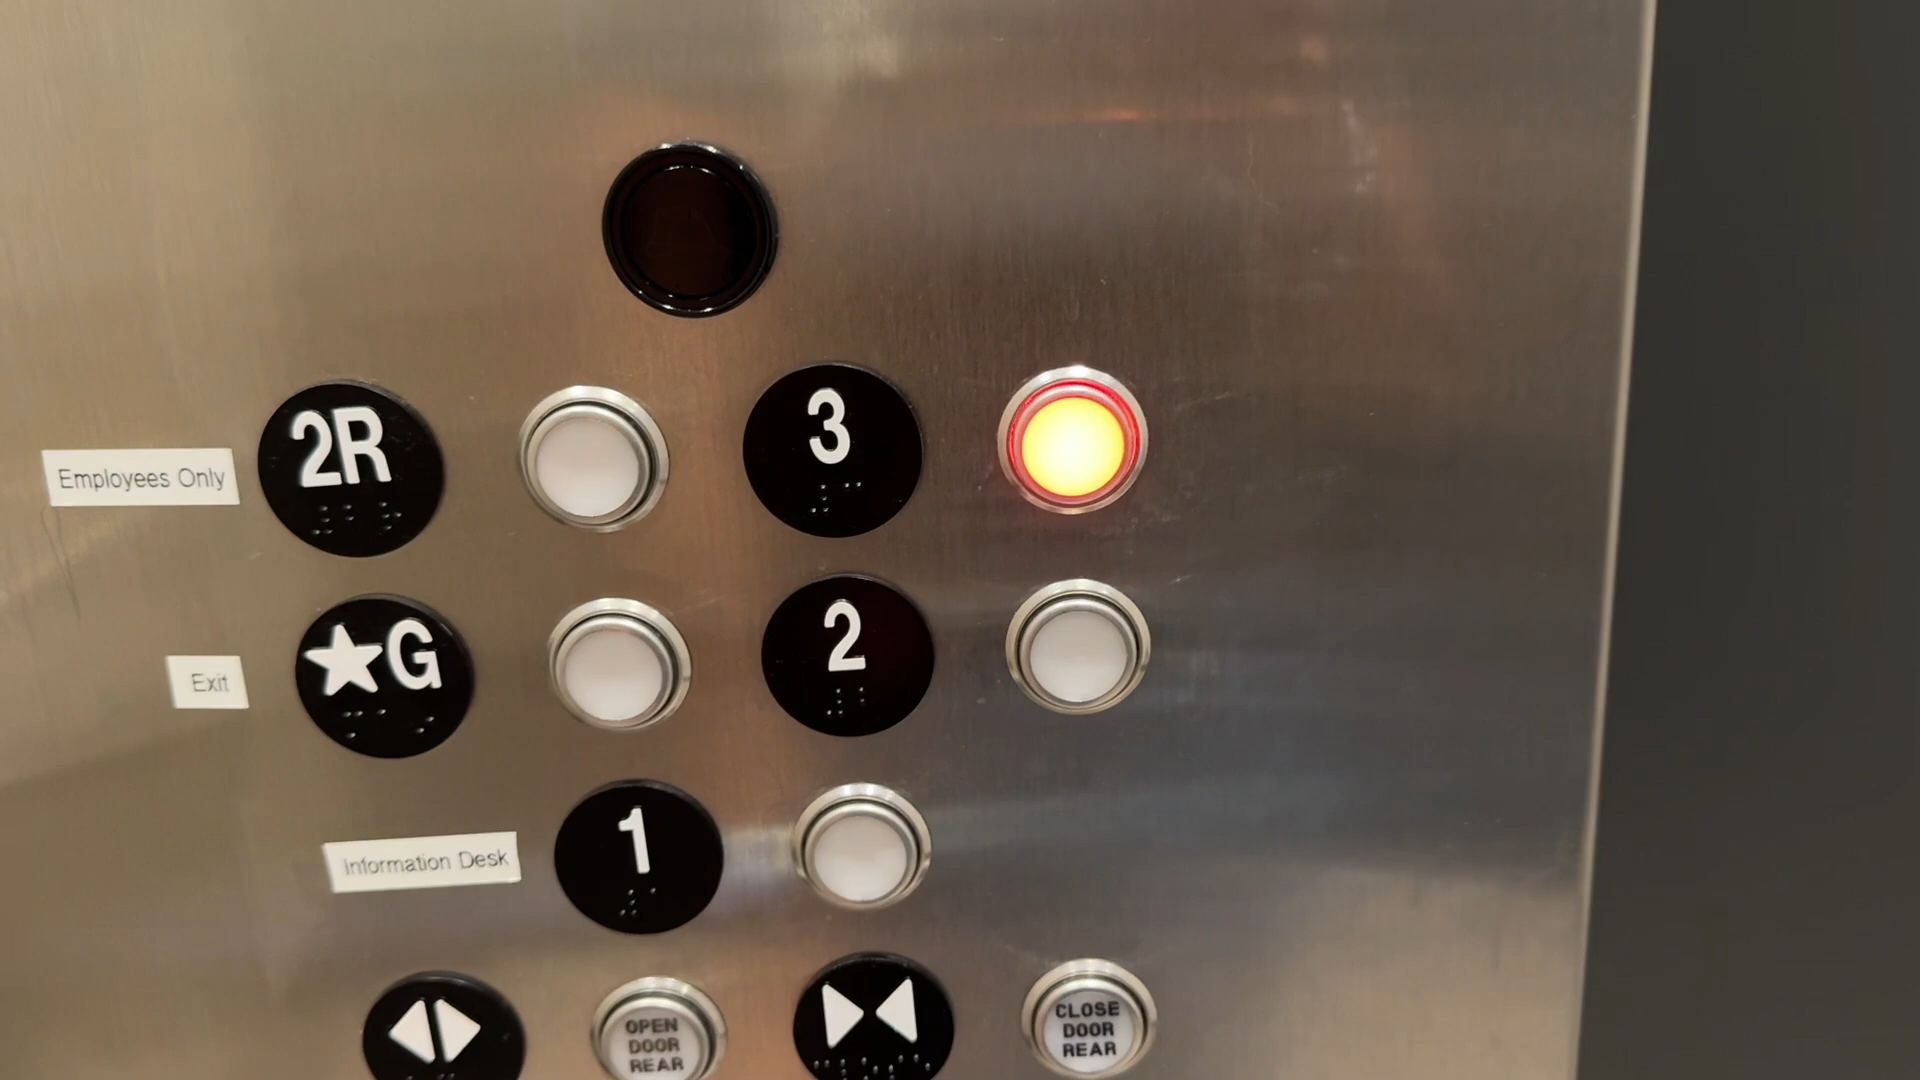 Employees Only
2R
3
Exit
★G
2
Information Desk
1
OPEN
DOOR
REAR
CLOSE
DOOR
REAR